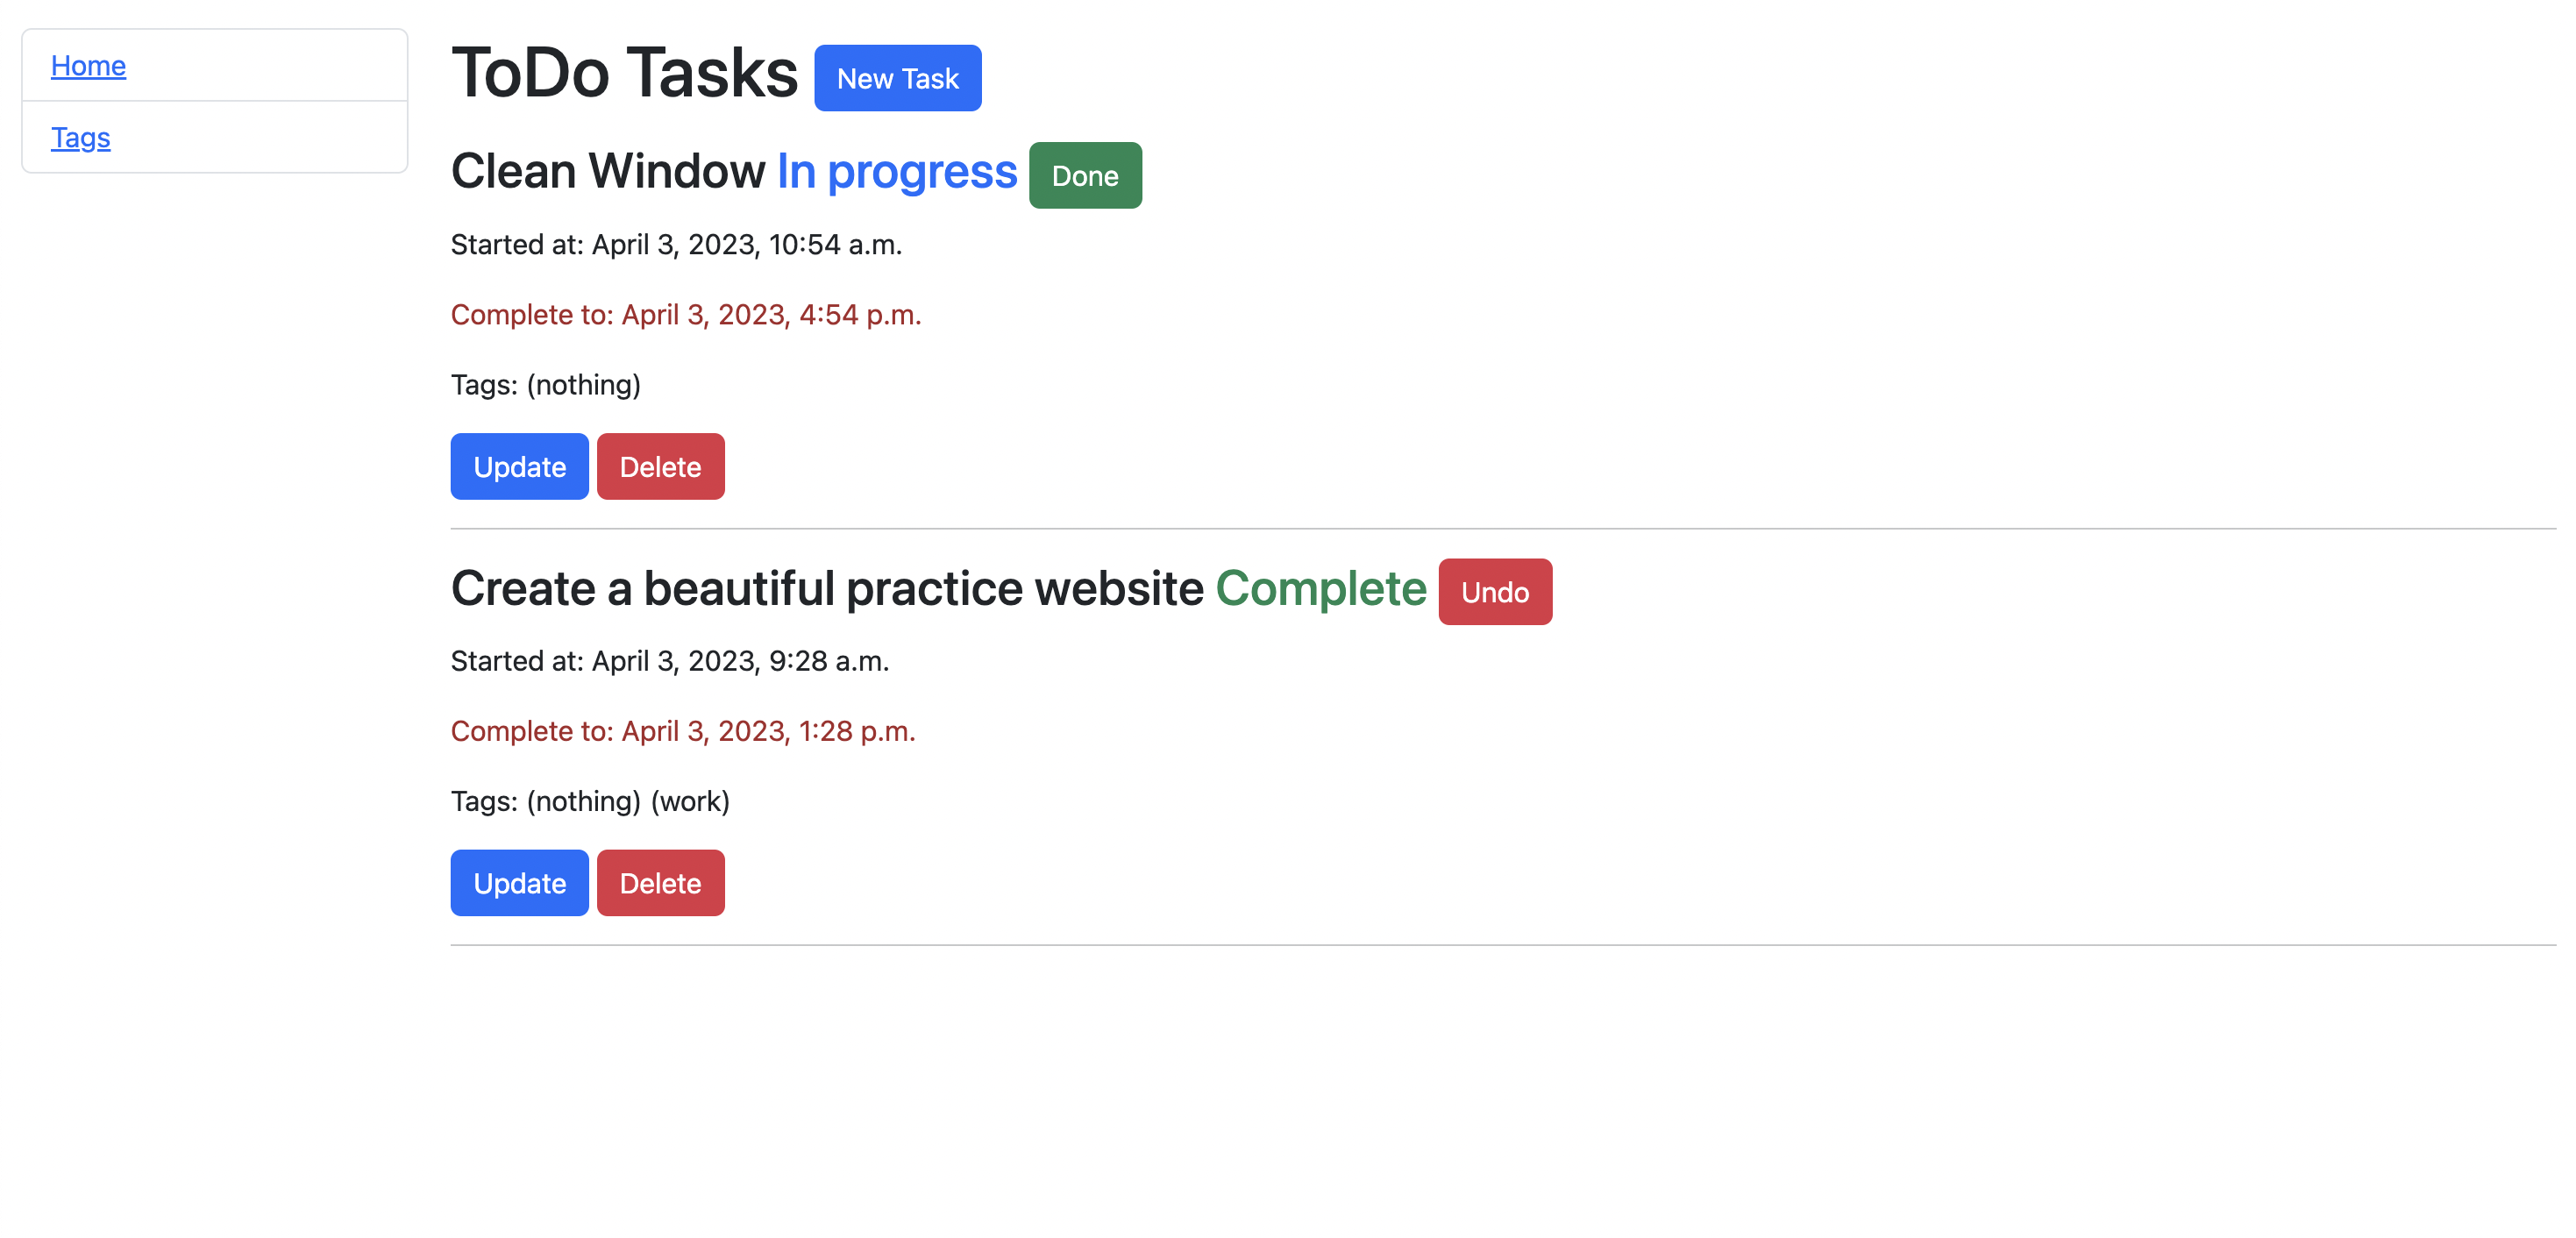 Home
Tags
ToDo Tasks New Task
Clean Window In progress Done
Started at: April 3, 2023, 10:54 a.m.
Complete to: April 3, 2023, 4:54 p.m.
Tags: (nothing)
Update Delete
Create a beautiful practice website Complete Undo
Started at: April 3, 2023, 9:28 a.m.
Complete to: April 3, 2023, 1:28 p.m.
Tags: (nothing) (work)
Update Delete